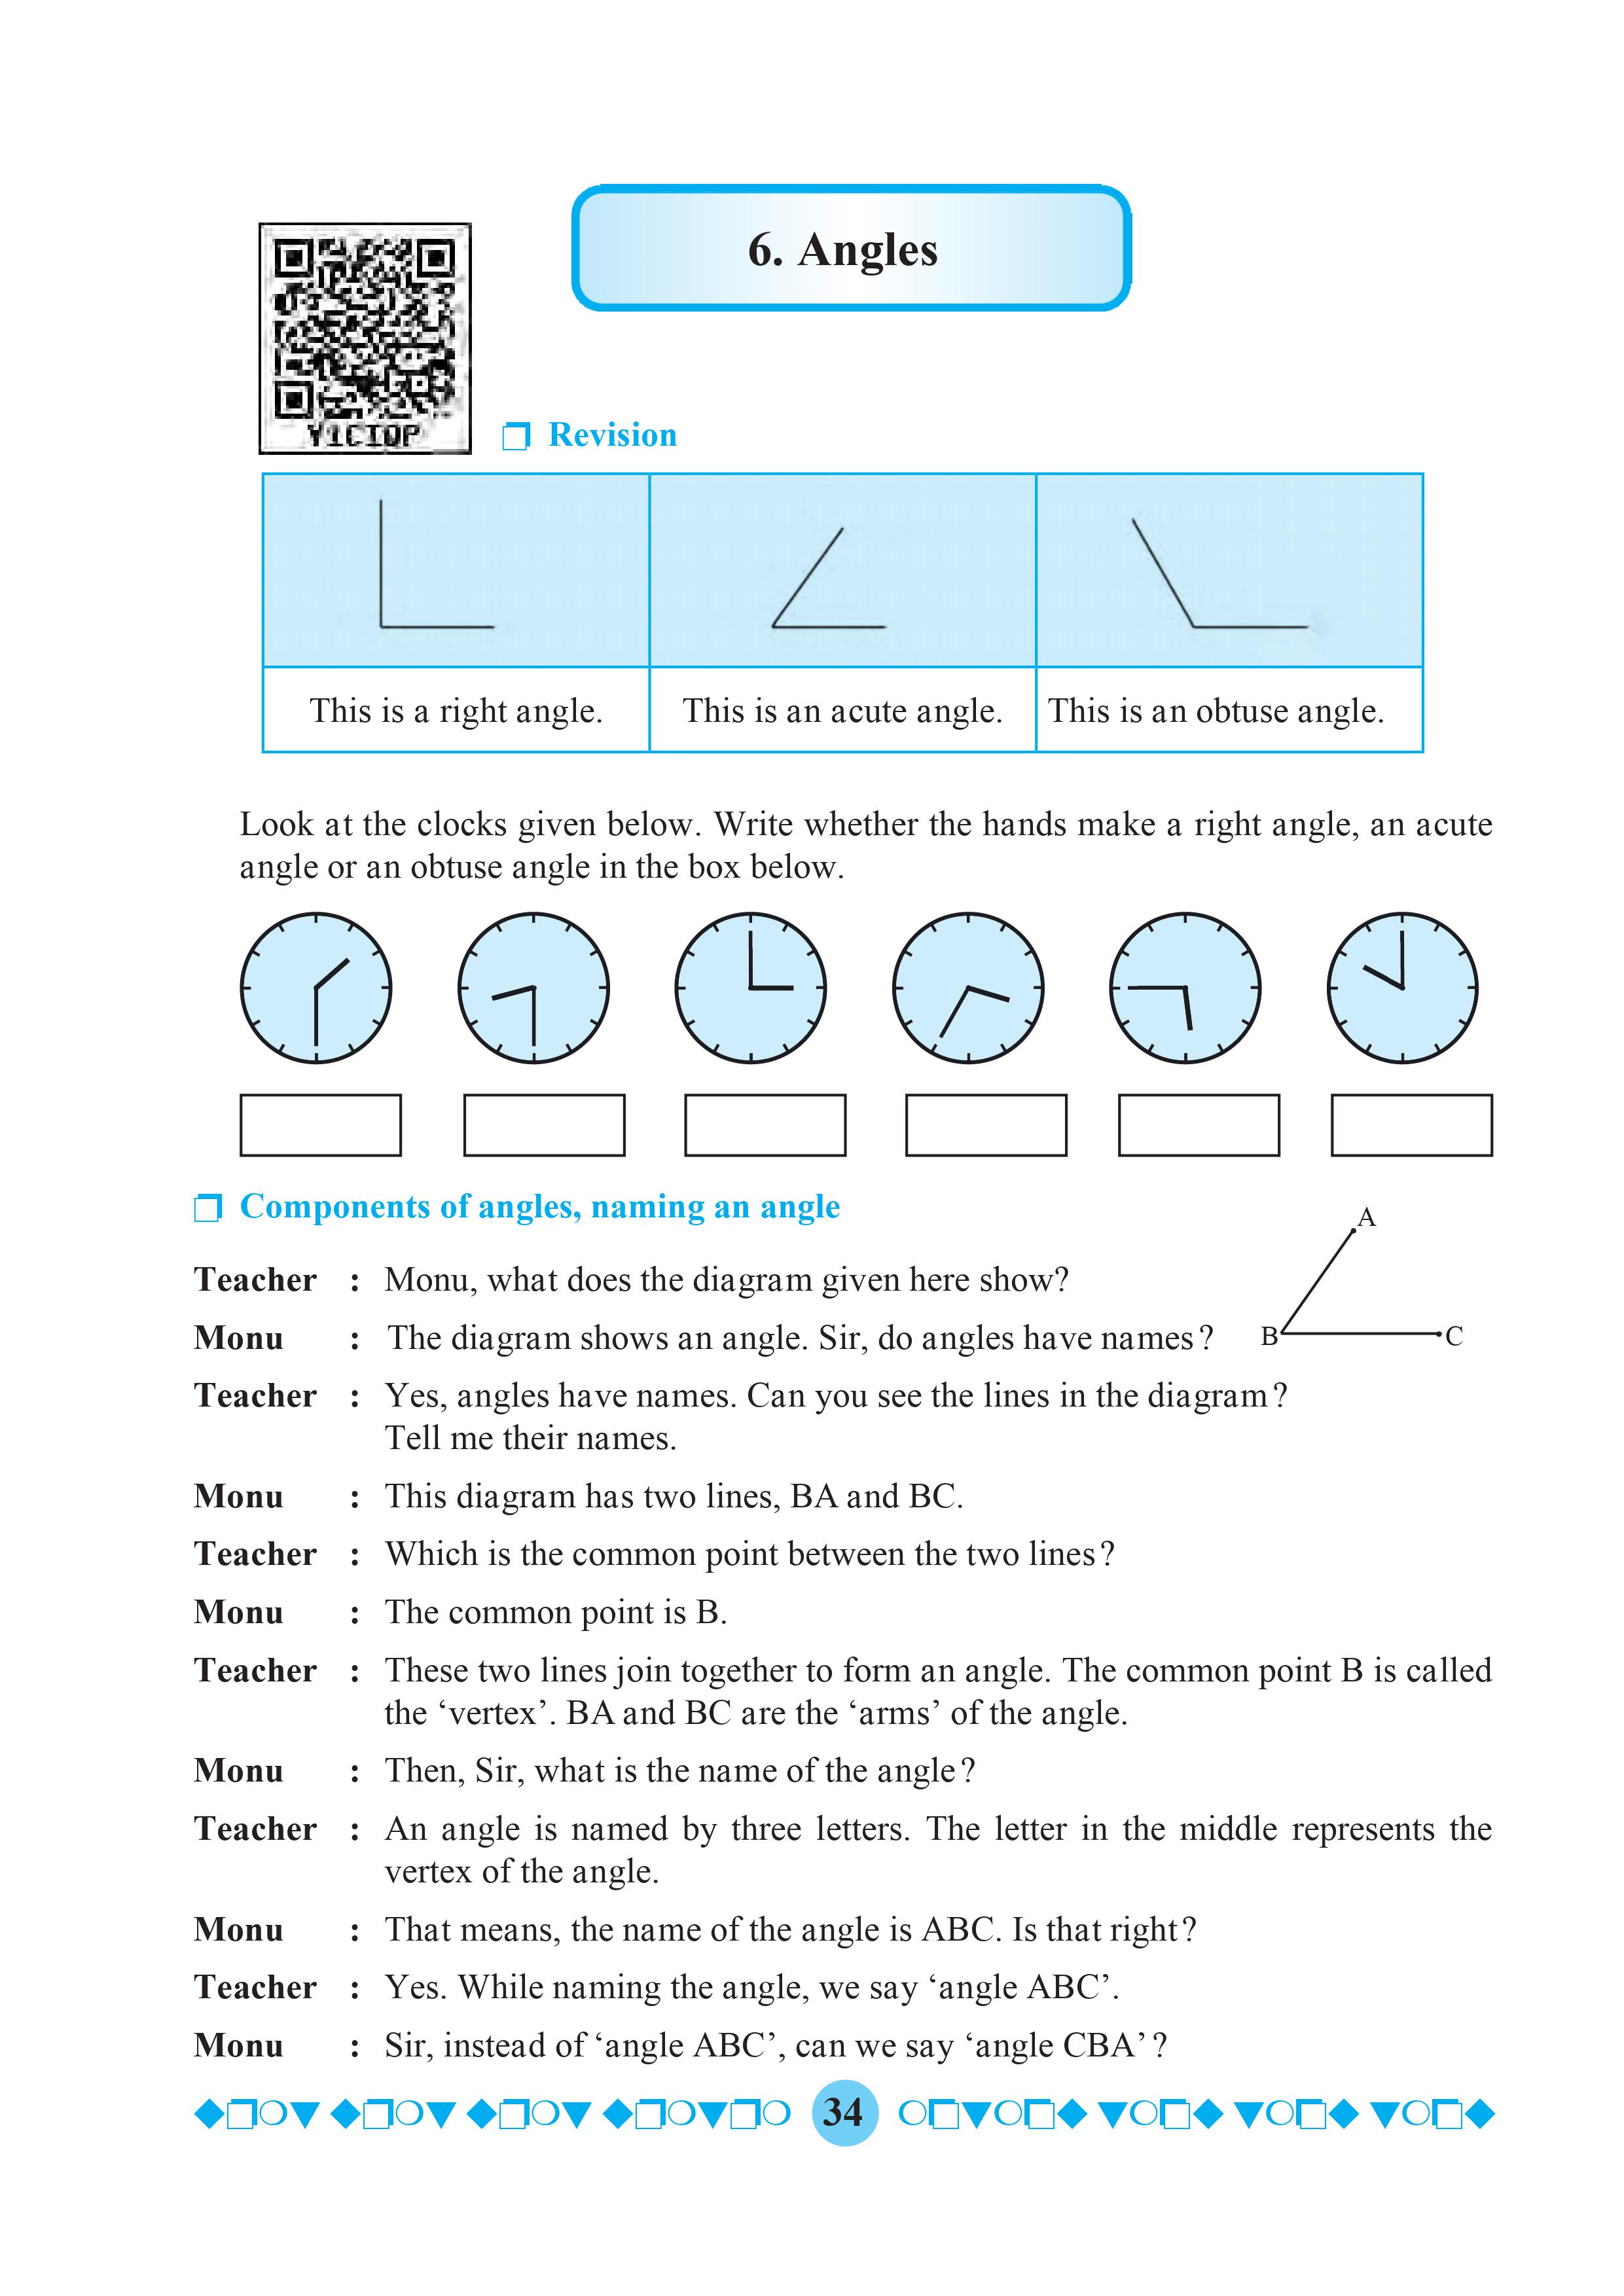 6. Angles
Y1CIQP
Revision
This is a right angle.
This is an acute angle.
This is an obtuse angle.
Look at the clocks given below. Write whether the hands make a right angle, an acute
angle or an obtuse angle in the box below.
Components of angles, naming an angle
A
B
C
Teacher : Monu, what does the diagram given here show?
Monu : The diagram shows an angle. Sir, do angles have names?
Teacher : Yes, angles have names. Can you see the lines in the diagram?
Tell me their names.
Monu : This diagram has two lines, BA and BC.
Teacher : Which is the common point between the two lines?
Monu : The common point is B.
Teacher : These two lines join together to form an angle. The common point B is called
the ‘vertex’. BA and BC are the ‘arms’ of the angle.
Monu : Then, Sir, what is the name of the angle?
Teacher : An angle is named by three letters. The letter in the middle represents the
vertex of the angle.
Monu : That means, the name of the angle is ABC. Is that right?
Teacher : Yes. While naming the angle, we say ‘angle ABC’.
Monu : Sir, instead of ‘angle ABC’, can we say ‘angle CBA’?
34